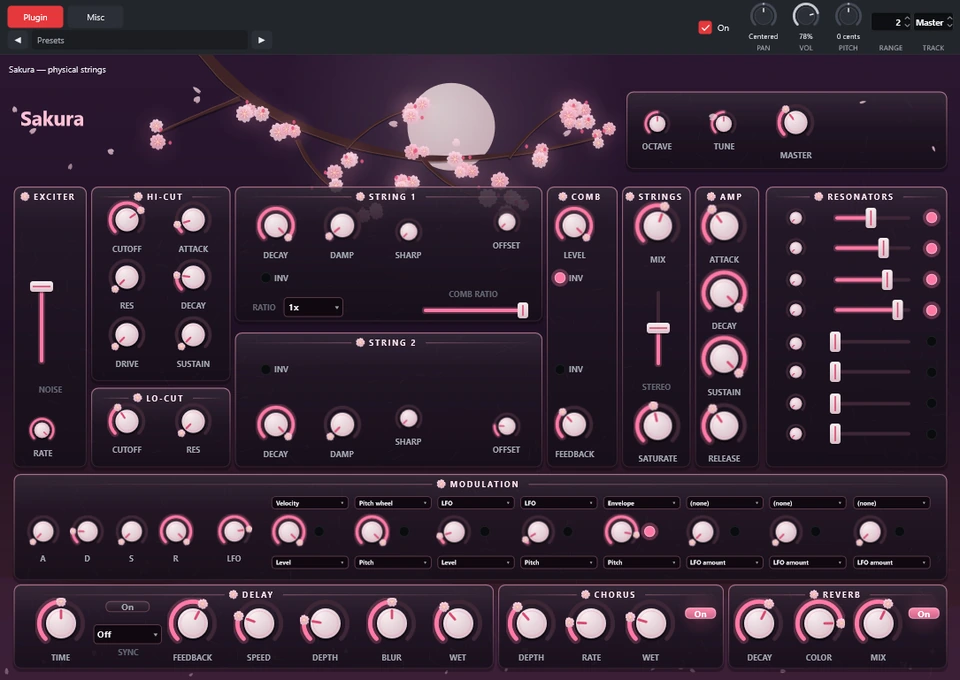 Plugin Misc
Presets
On
Centered 78% 0 cents 2 Master
PAN VOL PITCH RANGE TRACK
Sakura — physical strings
Sakura
OCTAVE TUNE MASTER
EXCITER HI-CUT STRING 1 COMB STRINGS AMP RESONATORS
CUTOFF ATTACK DECAY DAMP SHARP OFFSET LEVEL MIX ATTACK
RES DECAY INV INV
RATIO 1x COMB RATIO DECAY
DRIVE SUSTAIN STRING 2
NOISE INV INV STEREO SUSTAIN
LO-CUT
CUTOFF RES SHARP
RATE DECAY DAMP OFFSET FEEDBACK SATURATE RELEASE
MODULATION
Velocity Pitch wheel LFO LFO Envelope (none) (none) (none)
A D S R LFO
Level Pitch Level Pitch Pitch LFO amount LFO amount LFO amount
DELAY CHORUS REVERB
On On On
Off
TIME SYNC FEEDBACK SPEED DEPTH BLUR WET DEPTH RATE WET DECAY COLOR MIX